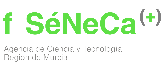 f SéNeCa(+)
Agencia de Ciencia y Tecnología
Región de Murcia